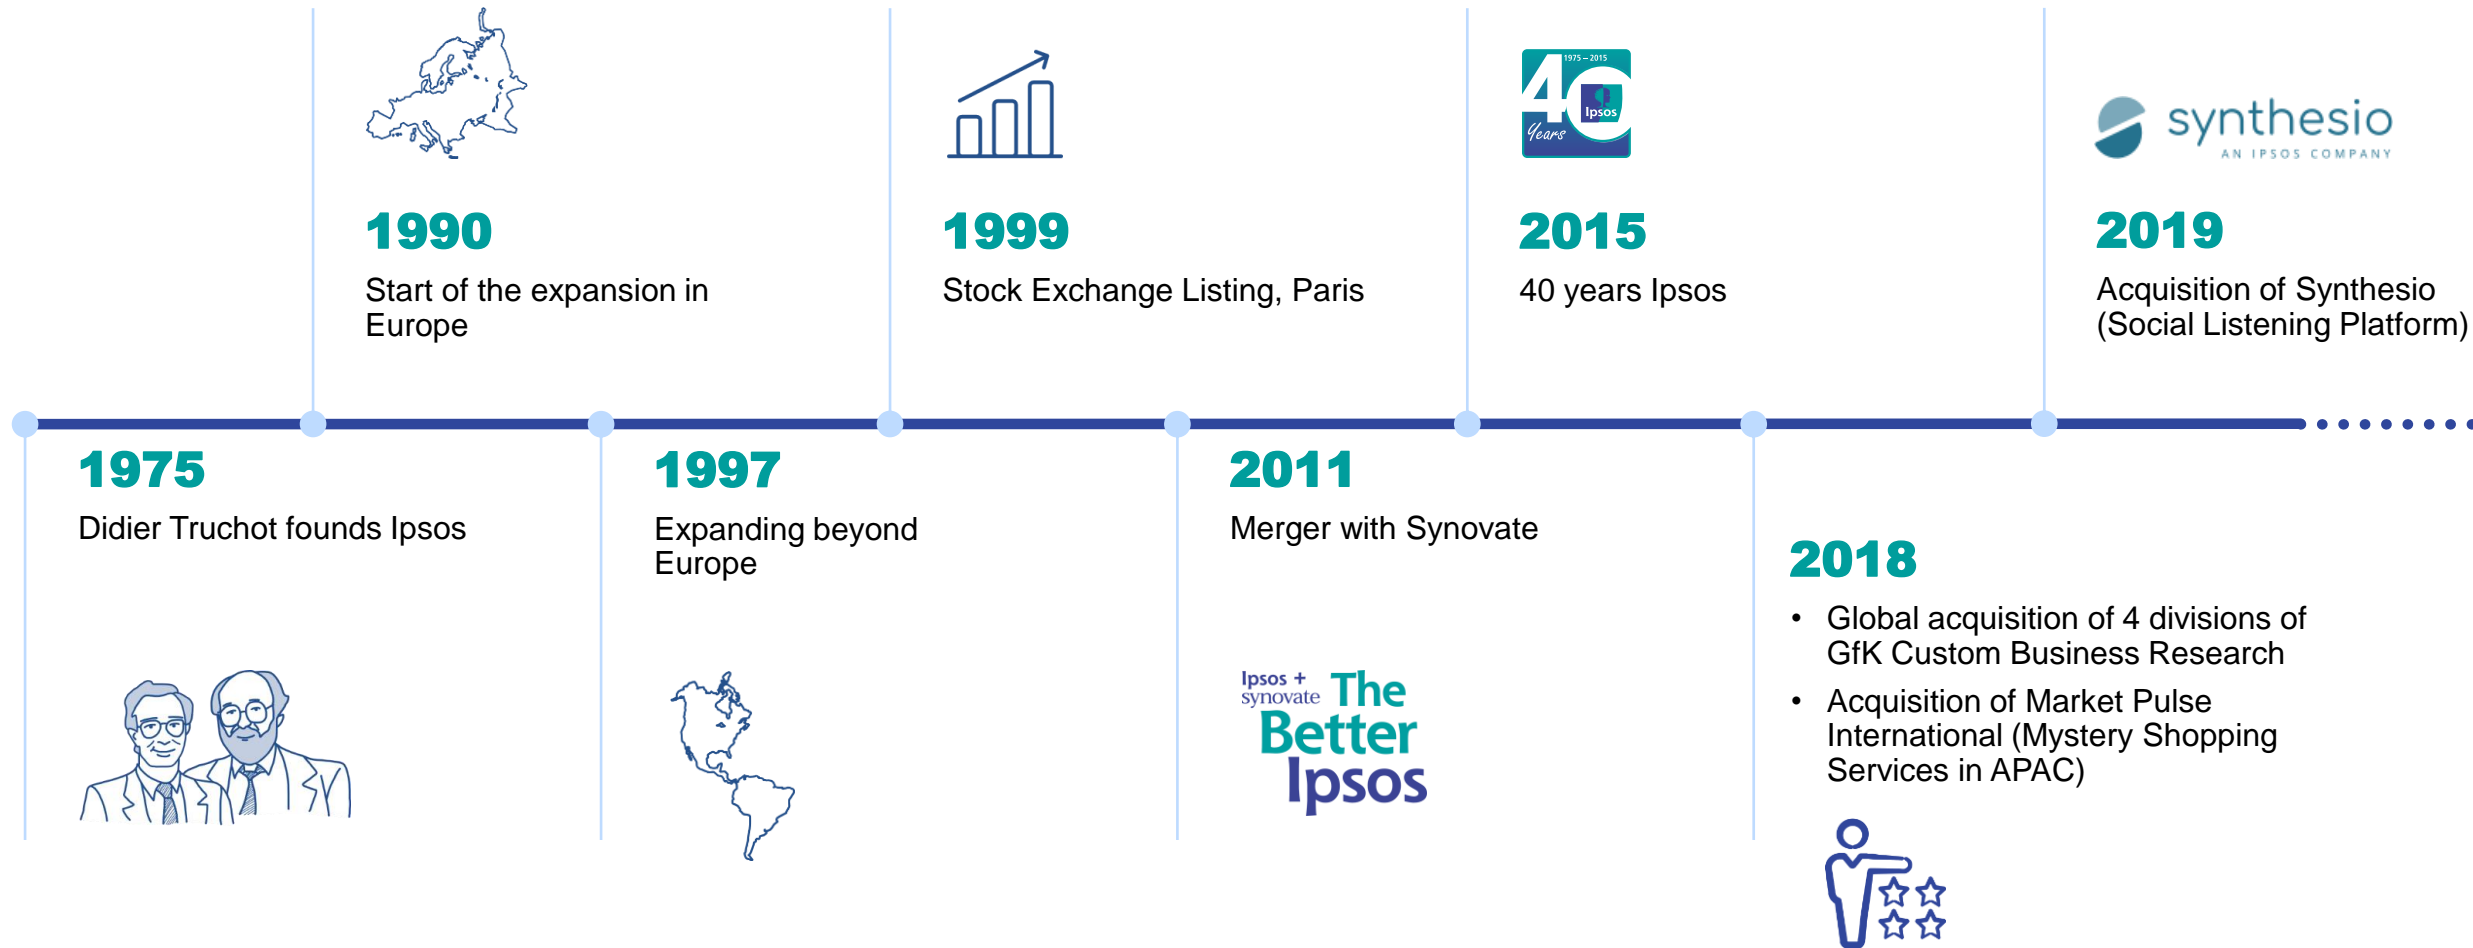 1975 – 2015
40
Ipsos
Years
synthesio
AN IPSOS COMPANY
1990
Start of the expansion in
Europe
1999
Stock Exchange Listing, Paris
2015
40 years Ipsos
2019
Acquisition of Synthesio
(Social Listening Platform)
1975
Didier Truchot founds Ipsos
1997
Expanding beyond
Europe
2011
Merger with Synovate
Ipsos +
synovate The
Better
Ipsos
2018
• Global acquisition of 4 divisions of
GfK Custom Business Research
• Acquisition of Market Pulse
International (Mystery Shopping
Services in APAC)